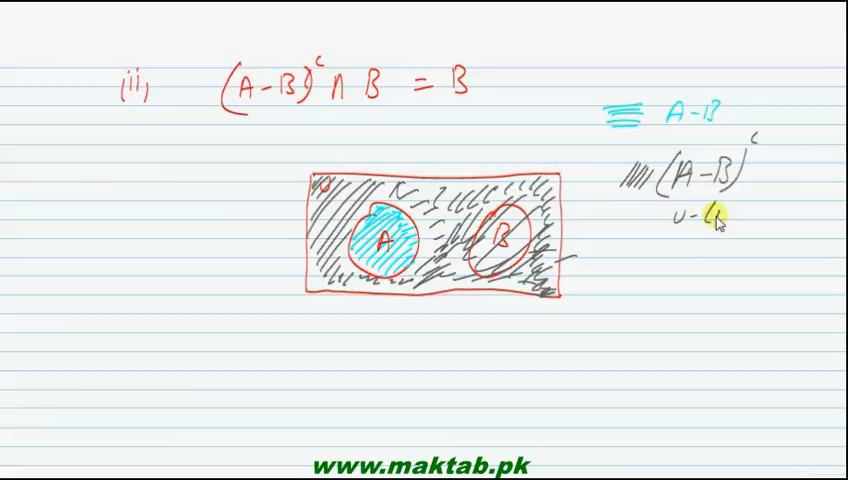 (ii) (A-B)ᶜ ∩ B = B
A-B
(A-B)ᶜ
U-(
U
A B
www.maktab.pk